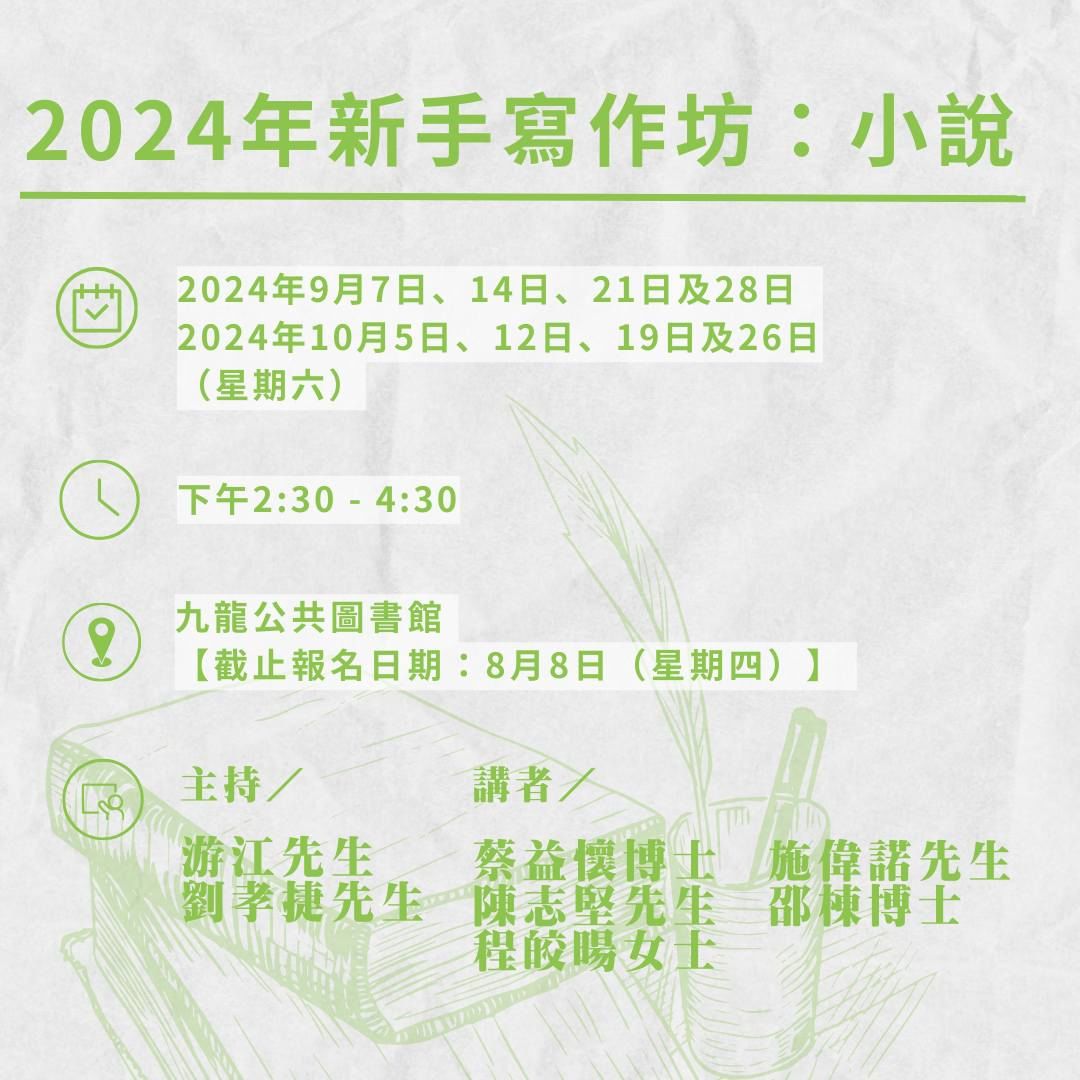 2024年新手寫作坊：小說
2024年9月7日、14日、21日及28日
2024年10月5日、12日、19日及26日
（星期六）
下午2:30 - 4:30
九龍公共圖書館
【截止報名日期：8月8日（星期四）】
主持／
游江先生
劉孝捷先生
講者／
蔡益懷博士
陳志堅先生
程皎暘女士
施偉諾先生
邵棟博士